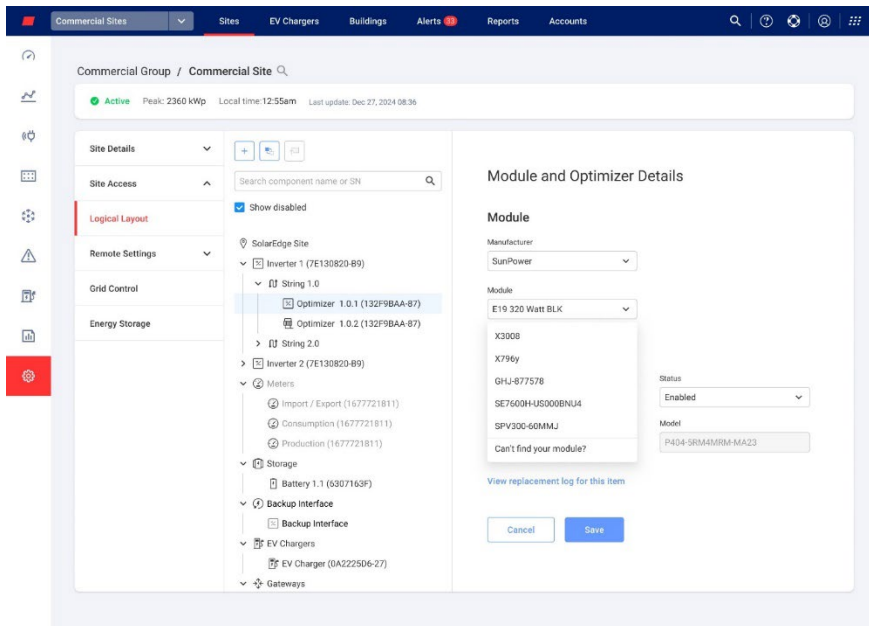 Commercial Sites
Sites
EV Chargers
Buildings
Alerts 33
Reports
Accounts
Commercial Group / Commercial Site
Active Peak: 2360 kWp Local time:12:55am Last update: Dec 27, 2024 08:36
Site Details
Site Access
Logical Layout
Remote Settings
Grid Control
Energy Storage
+
Search component name or SN
Show disabled
SolarEdge Site
Inverter 1 (7E130820-B9)
String 1.0
Optimizer 1.0.1 (132F9BAA-87)
Optimizer 1.0.2 (132F9BAA-87)
String 2.0
Inverter 2 (7E130820-B9)
Meters
Import / Export (1677721811)
Consumption (1677721811)
Production (1677721811)
Storage
Battery 1.1 (6307163F)
Backup Interface
Backup Interface
EV Chargers
EV Charger (0A2225D6-27)
Gateways
Module and Optimizer Details
Module
Manufacturer
SunPower
Module
E19 320 Watt BLK
X3008
X796y
GHJ-877578
SE7600H-US000BNU4
SPV300-60MMJ
Can't find your module?
Status
Enabled
Model
P404-5RM4MRM-MA23
View replacement log for this item
Cancel
Save